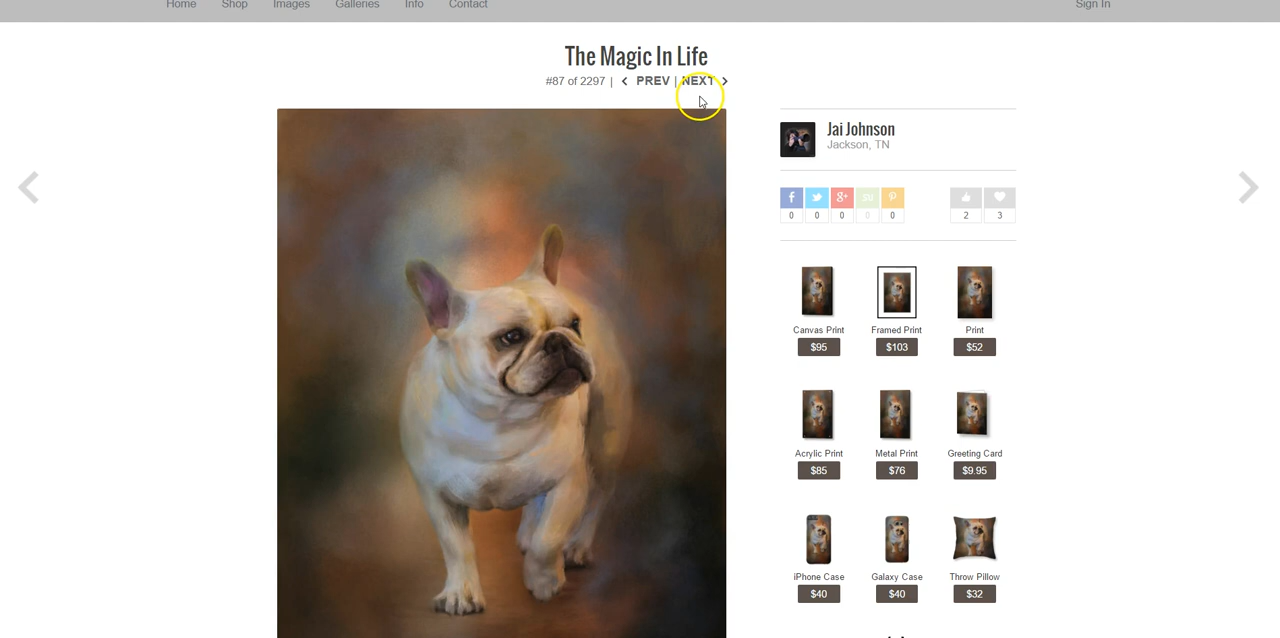 Home Shop Images Galleries Info Contact Sign In
The Magic In Life
#87 of 2297 | PREV | NEXT
Jai Johnson
Jackson, TN
0 0 0 0 0 2 3
Canvas Print Framed Print Print
$95 $103 $52
Acrylic Print Metal Print Greeting Card
$85 $76 $9.95
iPhone Case Galaxy Case Throw Pillow
$40 $40 $32